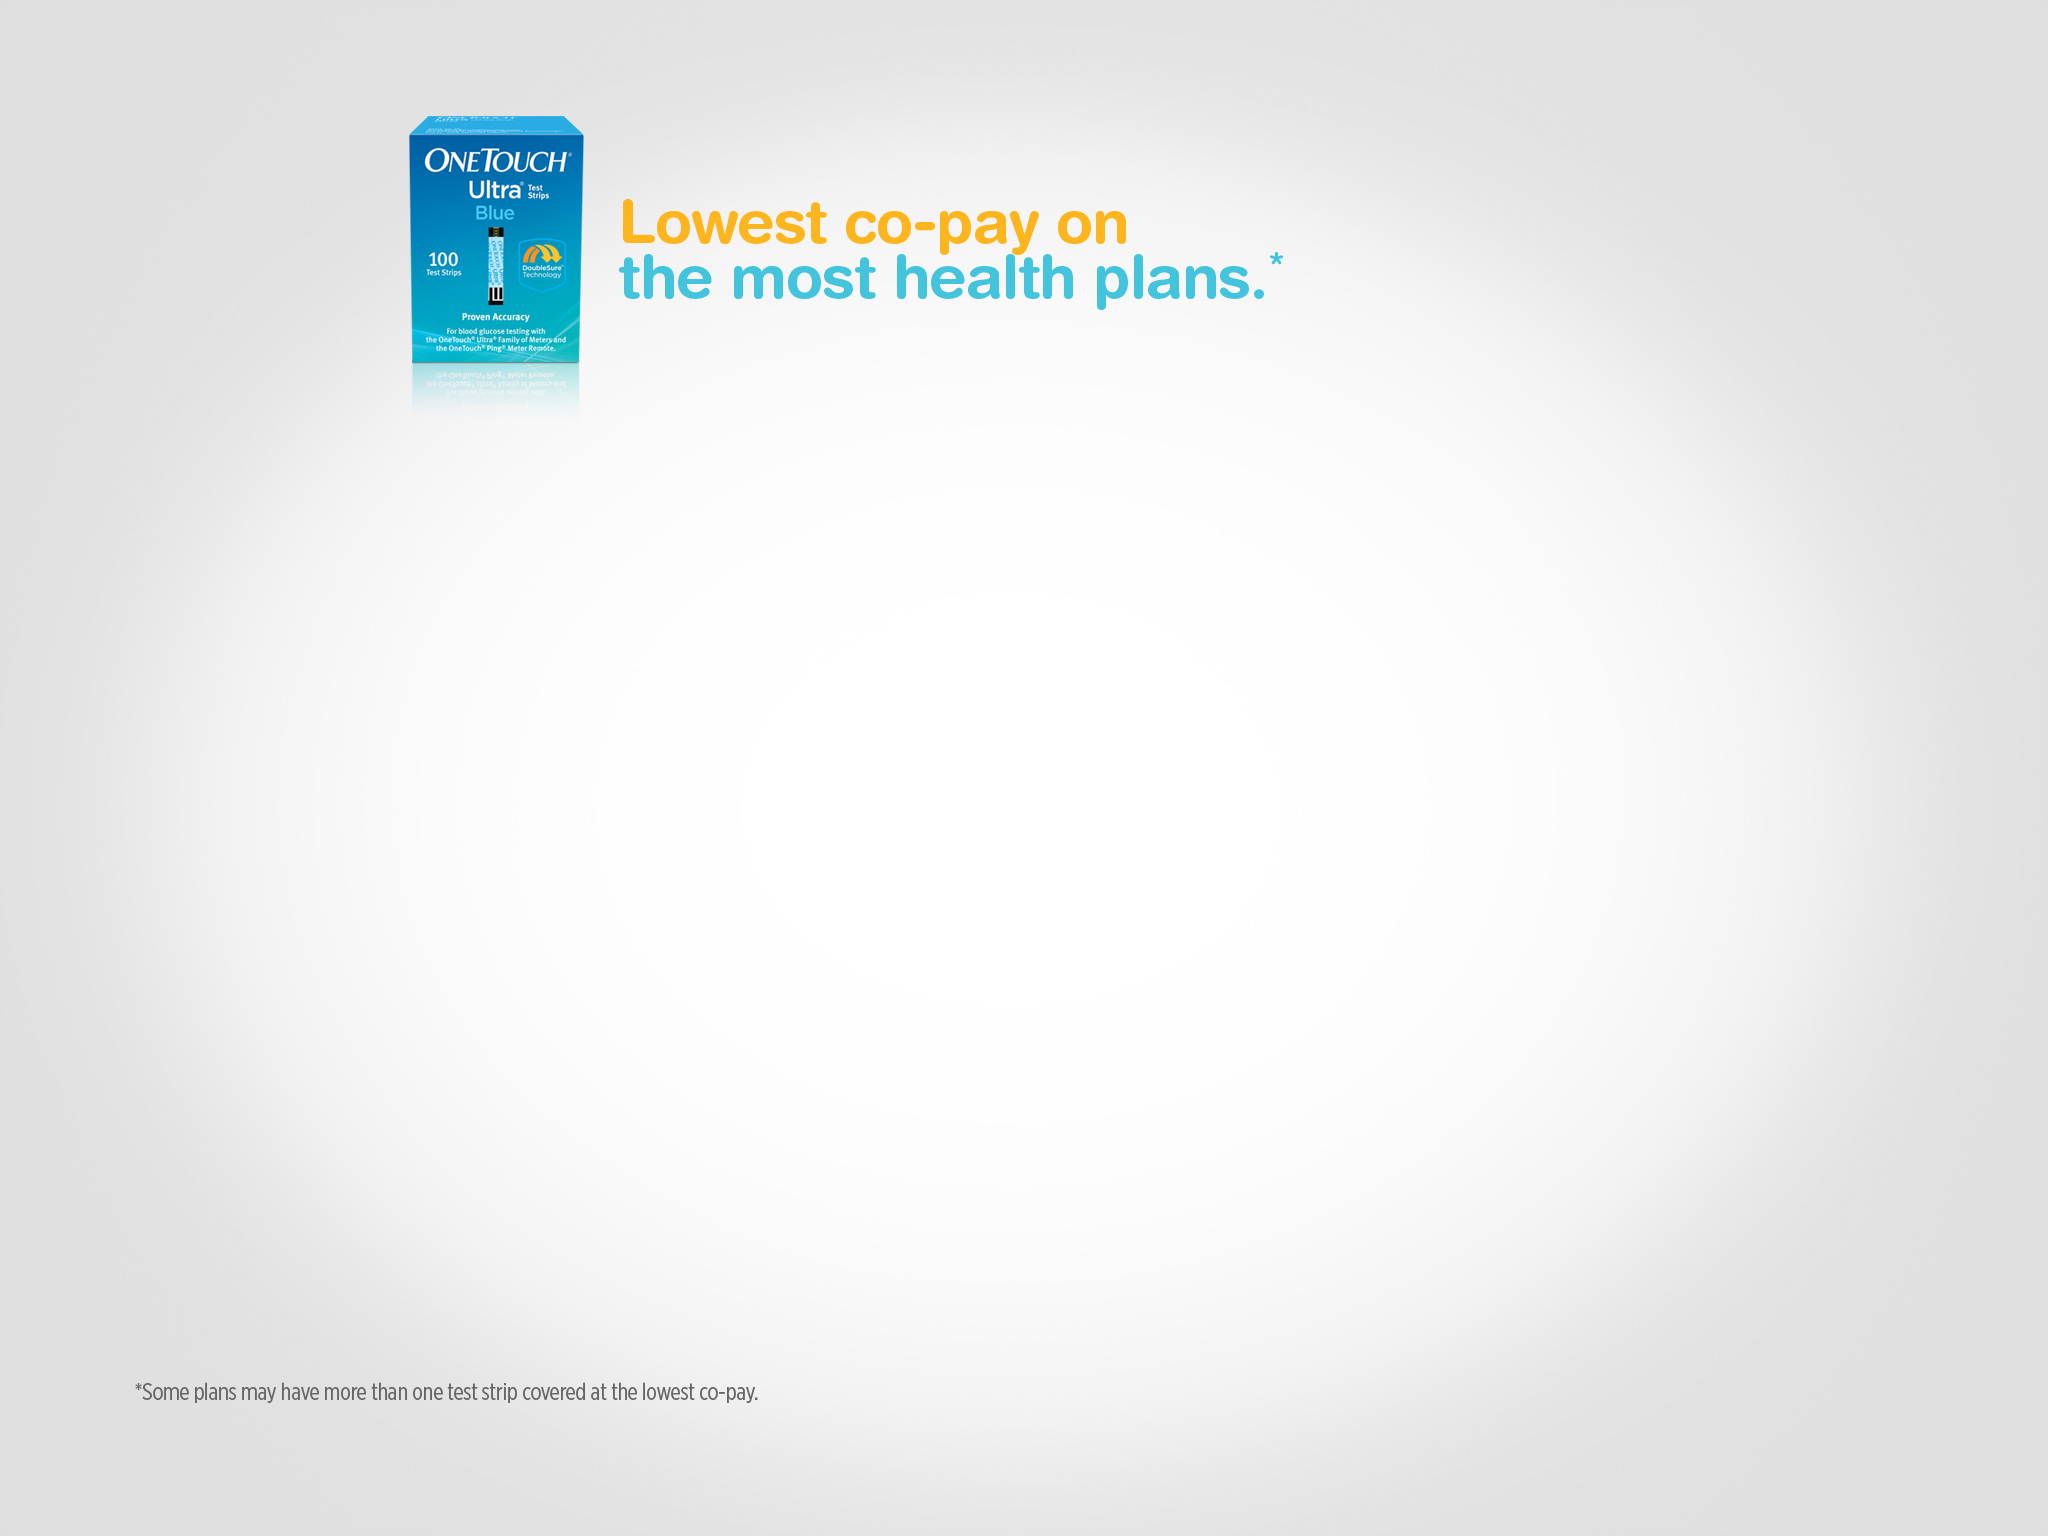 ONETOUCH®
Ultra® Test Strips
Blue
100
Test Strips
DoubleSure™
Technology
Proven Accuracy
For blood glucose testing with
the OneTouch® Ultra® Family of Meters and
the OneTouch® Ping® Meter Remote.
Lowest co-pay on
the most health plans.*
*Some plans may have more than one test strip covered at the lowest co-pay.